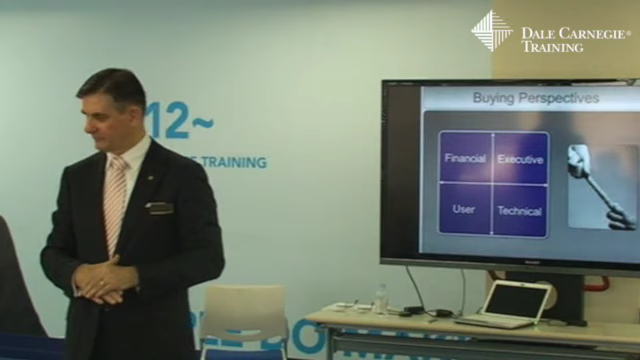 DALE CARNEGIE®
TRAINING
12~
TRAINING
Buying Perspectives
Financial
Executive
User
Technical